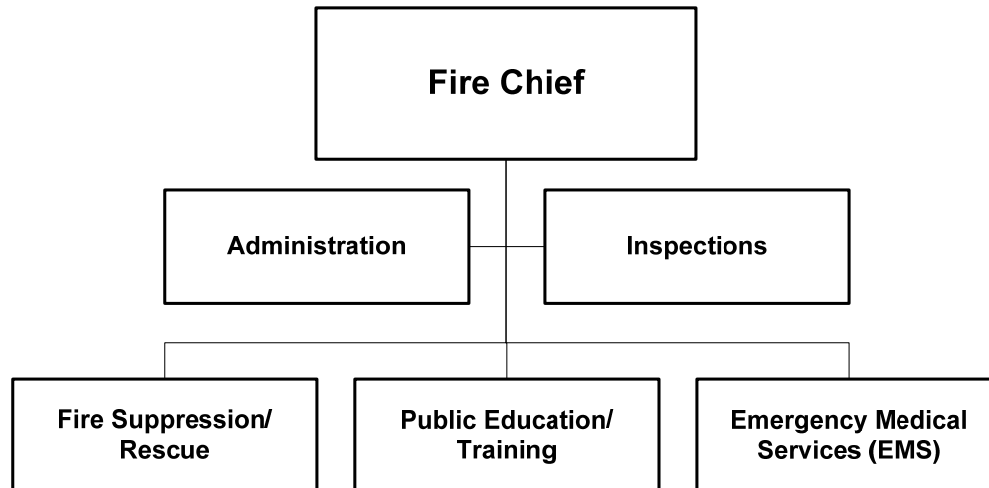 Fire Chief
Administration
Inspections
Fire Suppression/
Rescue
Public Education/
Training
Emergency Medical
Services (EMS)